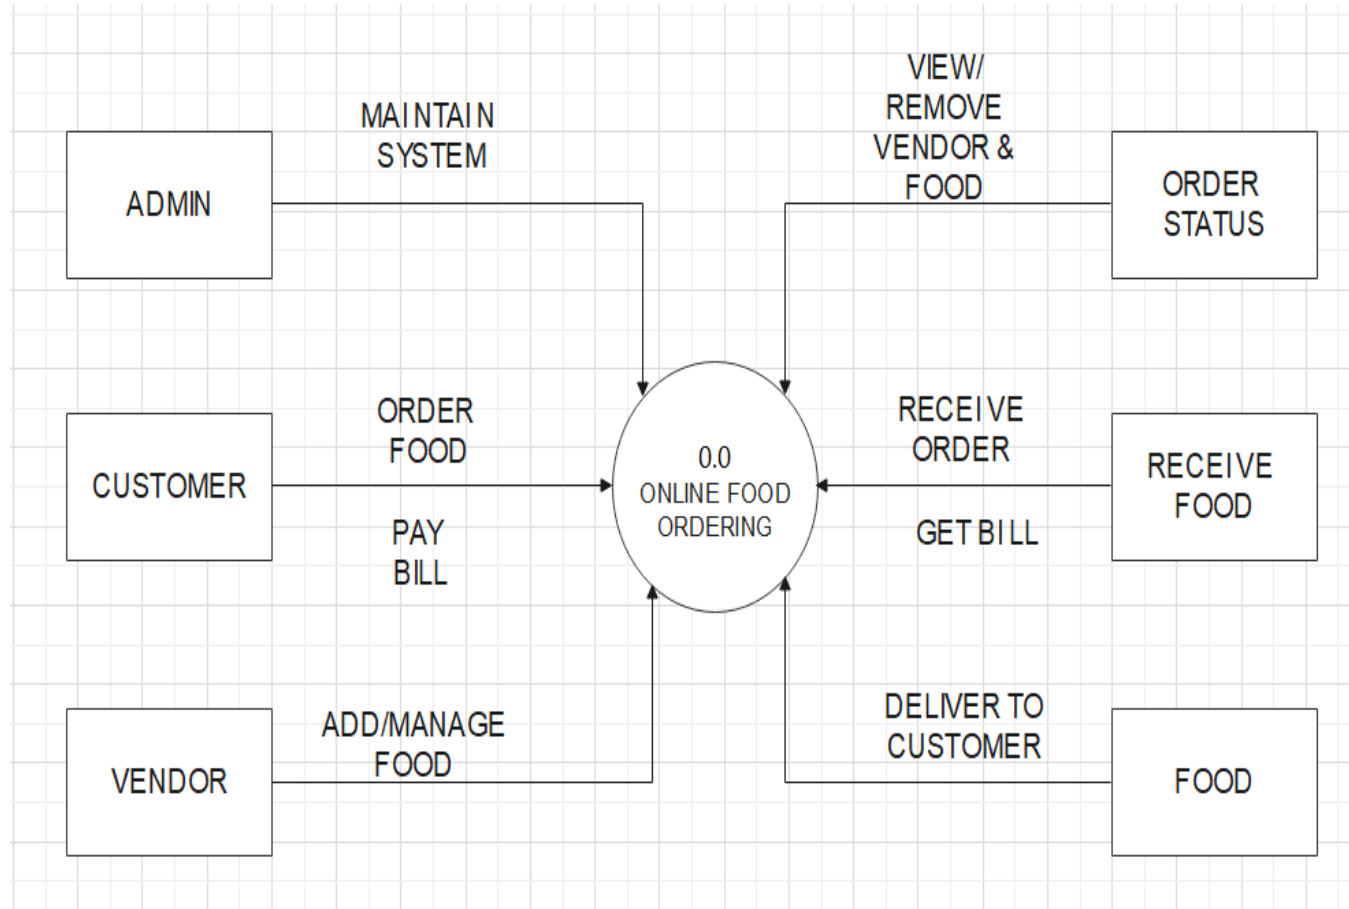 VIEW/
REMOVE
VENDOR &
FOOD
MAINTAIN
SYSTEM
ADMIN
ORDER
STATUS
ORDER
FOOD
RECEIVE
ORDER
CUSTOMER
0.0
ONLINE FOOD
ORDERING
RECEIVE
FOOD
PAY
BILL
GET BILL
ADD/MANAGE
FOOD
DELIVER TO
CUSTOMER
VENDOR
FOOD